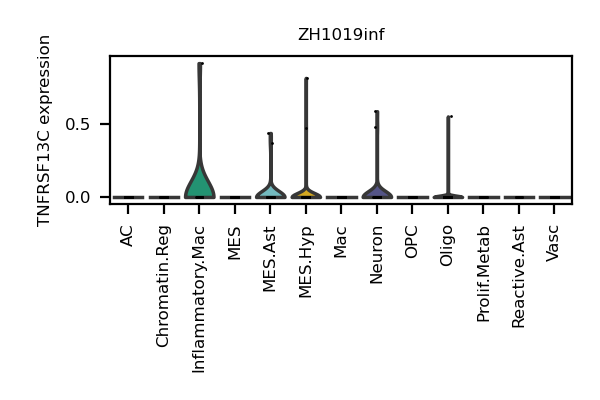 ZH1019inf
TNFRSF13C expression
0.5
0.0
AC
Chromatin.Reg
Inflammatory.Mac
MES
MES.Ast
MES.Hyp
Mac
Neuron
OPC
Oligo
Prolif.Metab
Reactive.Ast
Vasc